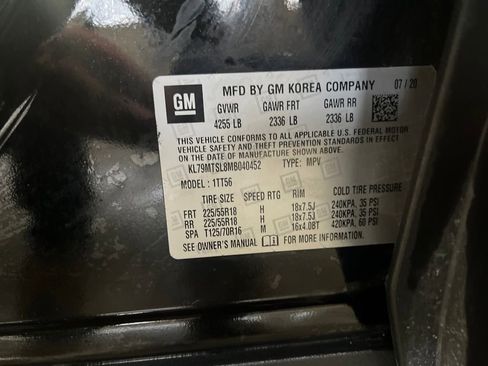 GM
MFD BY GM KOREA COMPANY 07 / 20
GVWR GAWR FRT GAWR RR
4255 LB 2336 LB 2336 LB
THIS VEHICLE CONFORMS TO ALL APPLICABLE U.S. FEDERAL MOTOR
VEHICLE SAFETY, BUMPER, AND THEFT PREVENTION STANDARDS IN EFFECT
ON THE DATE OF MANUFACTURE SHOWN ABOVE.
KL79MTSL8MB040452 TYPE: MPV
MODEL: 1TT56
TIRE SIZE SPEED RTG RIM COLD TIRE PRESSURE
FRT 225/55R18 H 18x7.5J 240KPA, 35 PSI
RR 225/55R18 H 18x7.5J 240KPA, 35 PSI
SPA T125/70R16 M 16x4.0BT 420KPA, 60 PSI
SEE OWNER'S MANUAL FOR MORE INFORMATION.